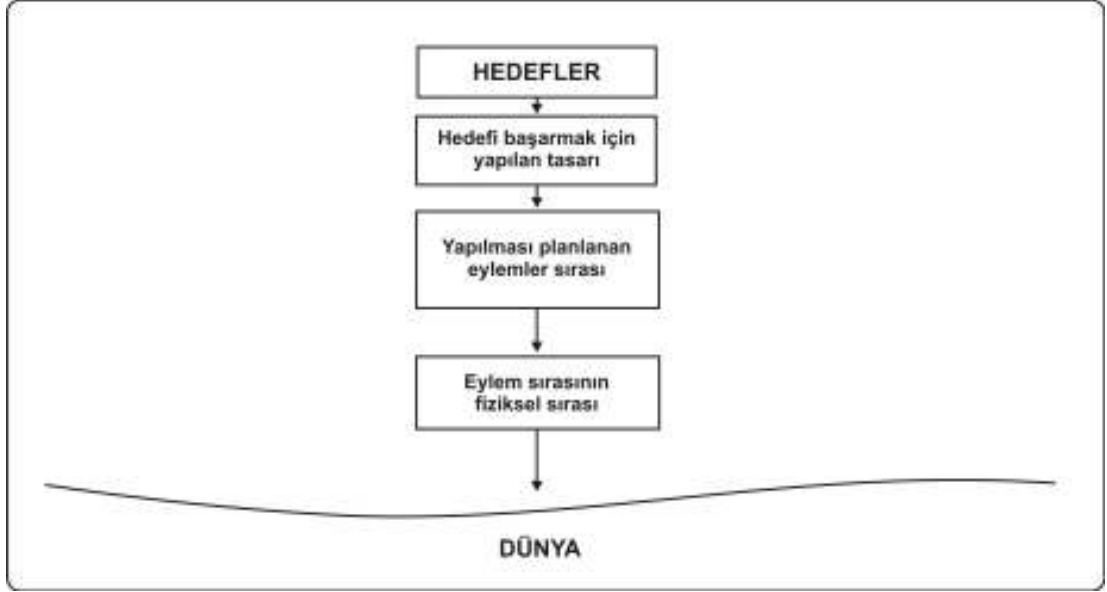 HEDEFLER
Hedefi başarmak için
yapılan tasarı
Yapılması planlanan
eylemler sırası
Eylem sırasının
fiziksel sırası
DÜNYA